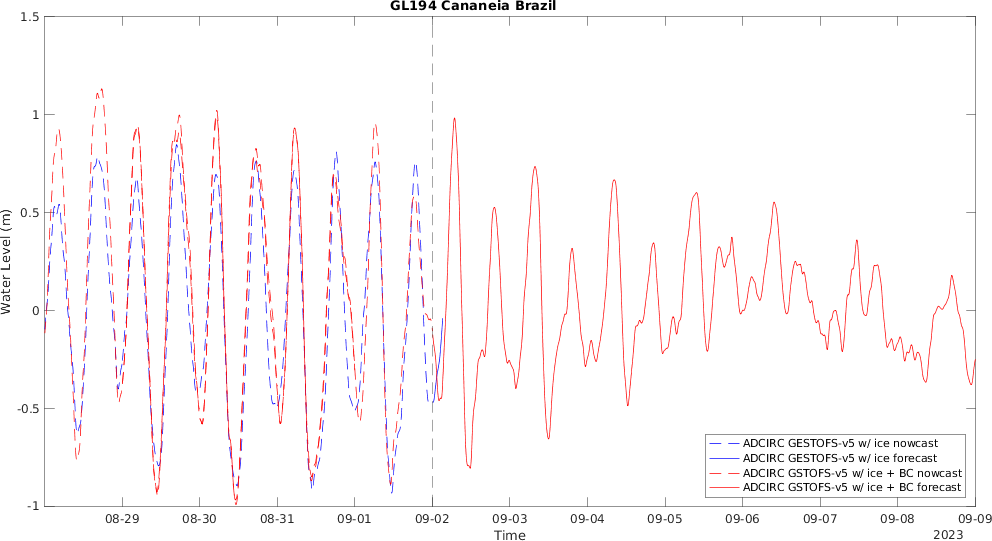 GL194 Cananeia Brazil
1.5
1
0.5
0
-0.5
-1
Water Level (m)
08-29 08-30 08-31 09-01 09-02 09-03 09-04 09-05 09-06 09-07 09-08 09-09
Time
2023
ADCIRC GESTOFS-v5 w/ ice nowcast
ADCIRC GESTOFS-v5 w/ ice forecast
ADCIRC GSTOFS-v5 w/ ice + BC nowcast
ADCIRC GSTOFS-v5 w/ ice + BC forecast